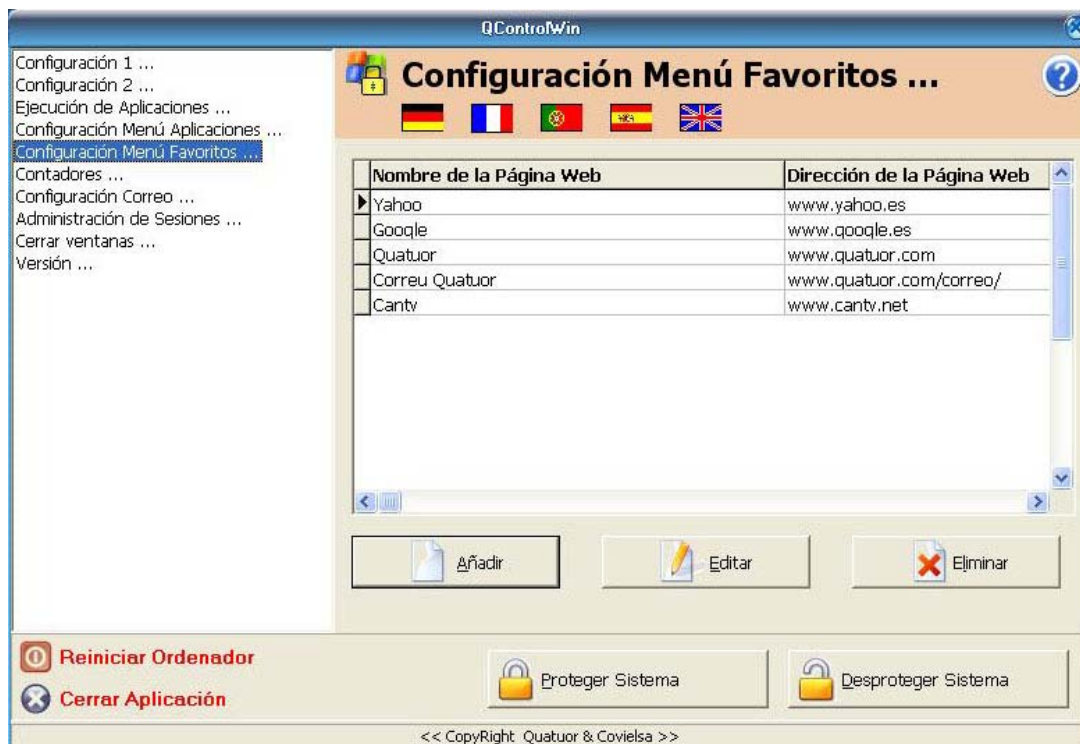 QControlWin
Configuración 1 ...
Configuración 2 ...
Ejecución de Aplicaciones ...
Configuración Menú Aplicaciones ...
Configuración Menú Favoritos ...
Contadores ...
Configuración Correo ...
Administración de Sesiones ...
Cerrar ventanas ...
Versión ...
Configuración Menú Favoritos ...
Nombre de la Página Web Dirección de la Página Web
Yahoo www.yahoo.es
Google www.google.es
Quatuor www.quatuor.com
Correu Quatuor www.quatuor.com/correo/
Cantv www.cantv.net
Añadir Editar Eliminar
Reiniciar Ordenador
Cerrar Aplicación
Proteger Sistema Desproteger Sistema
<< CopyRight Quatuor & Covielsa >>